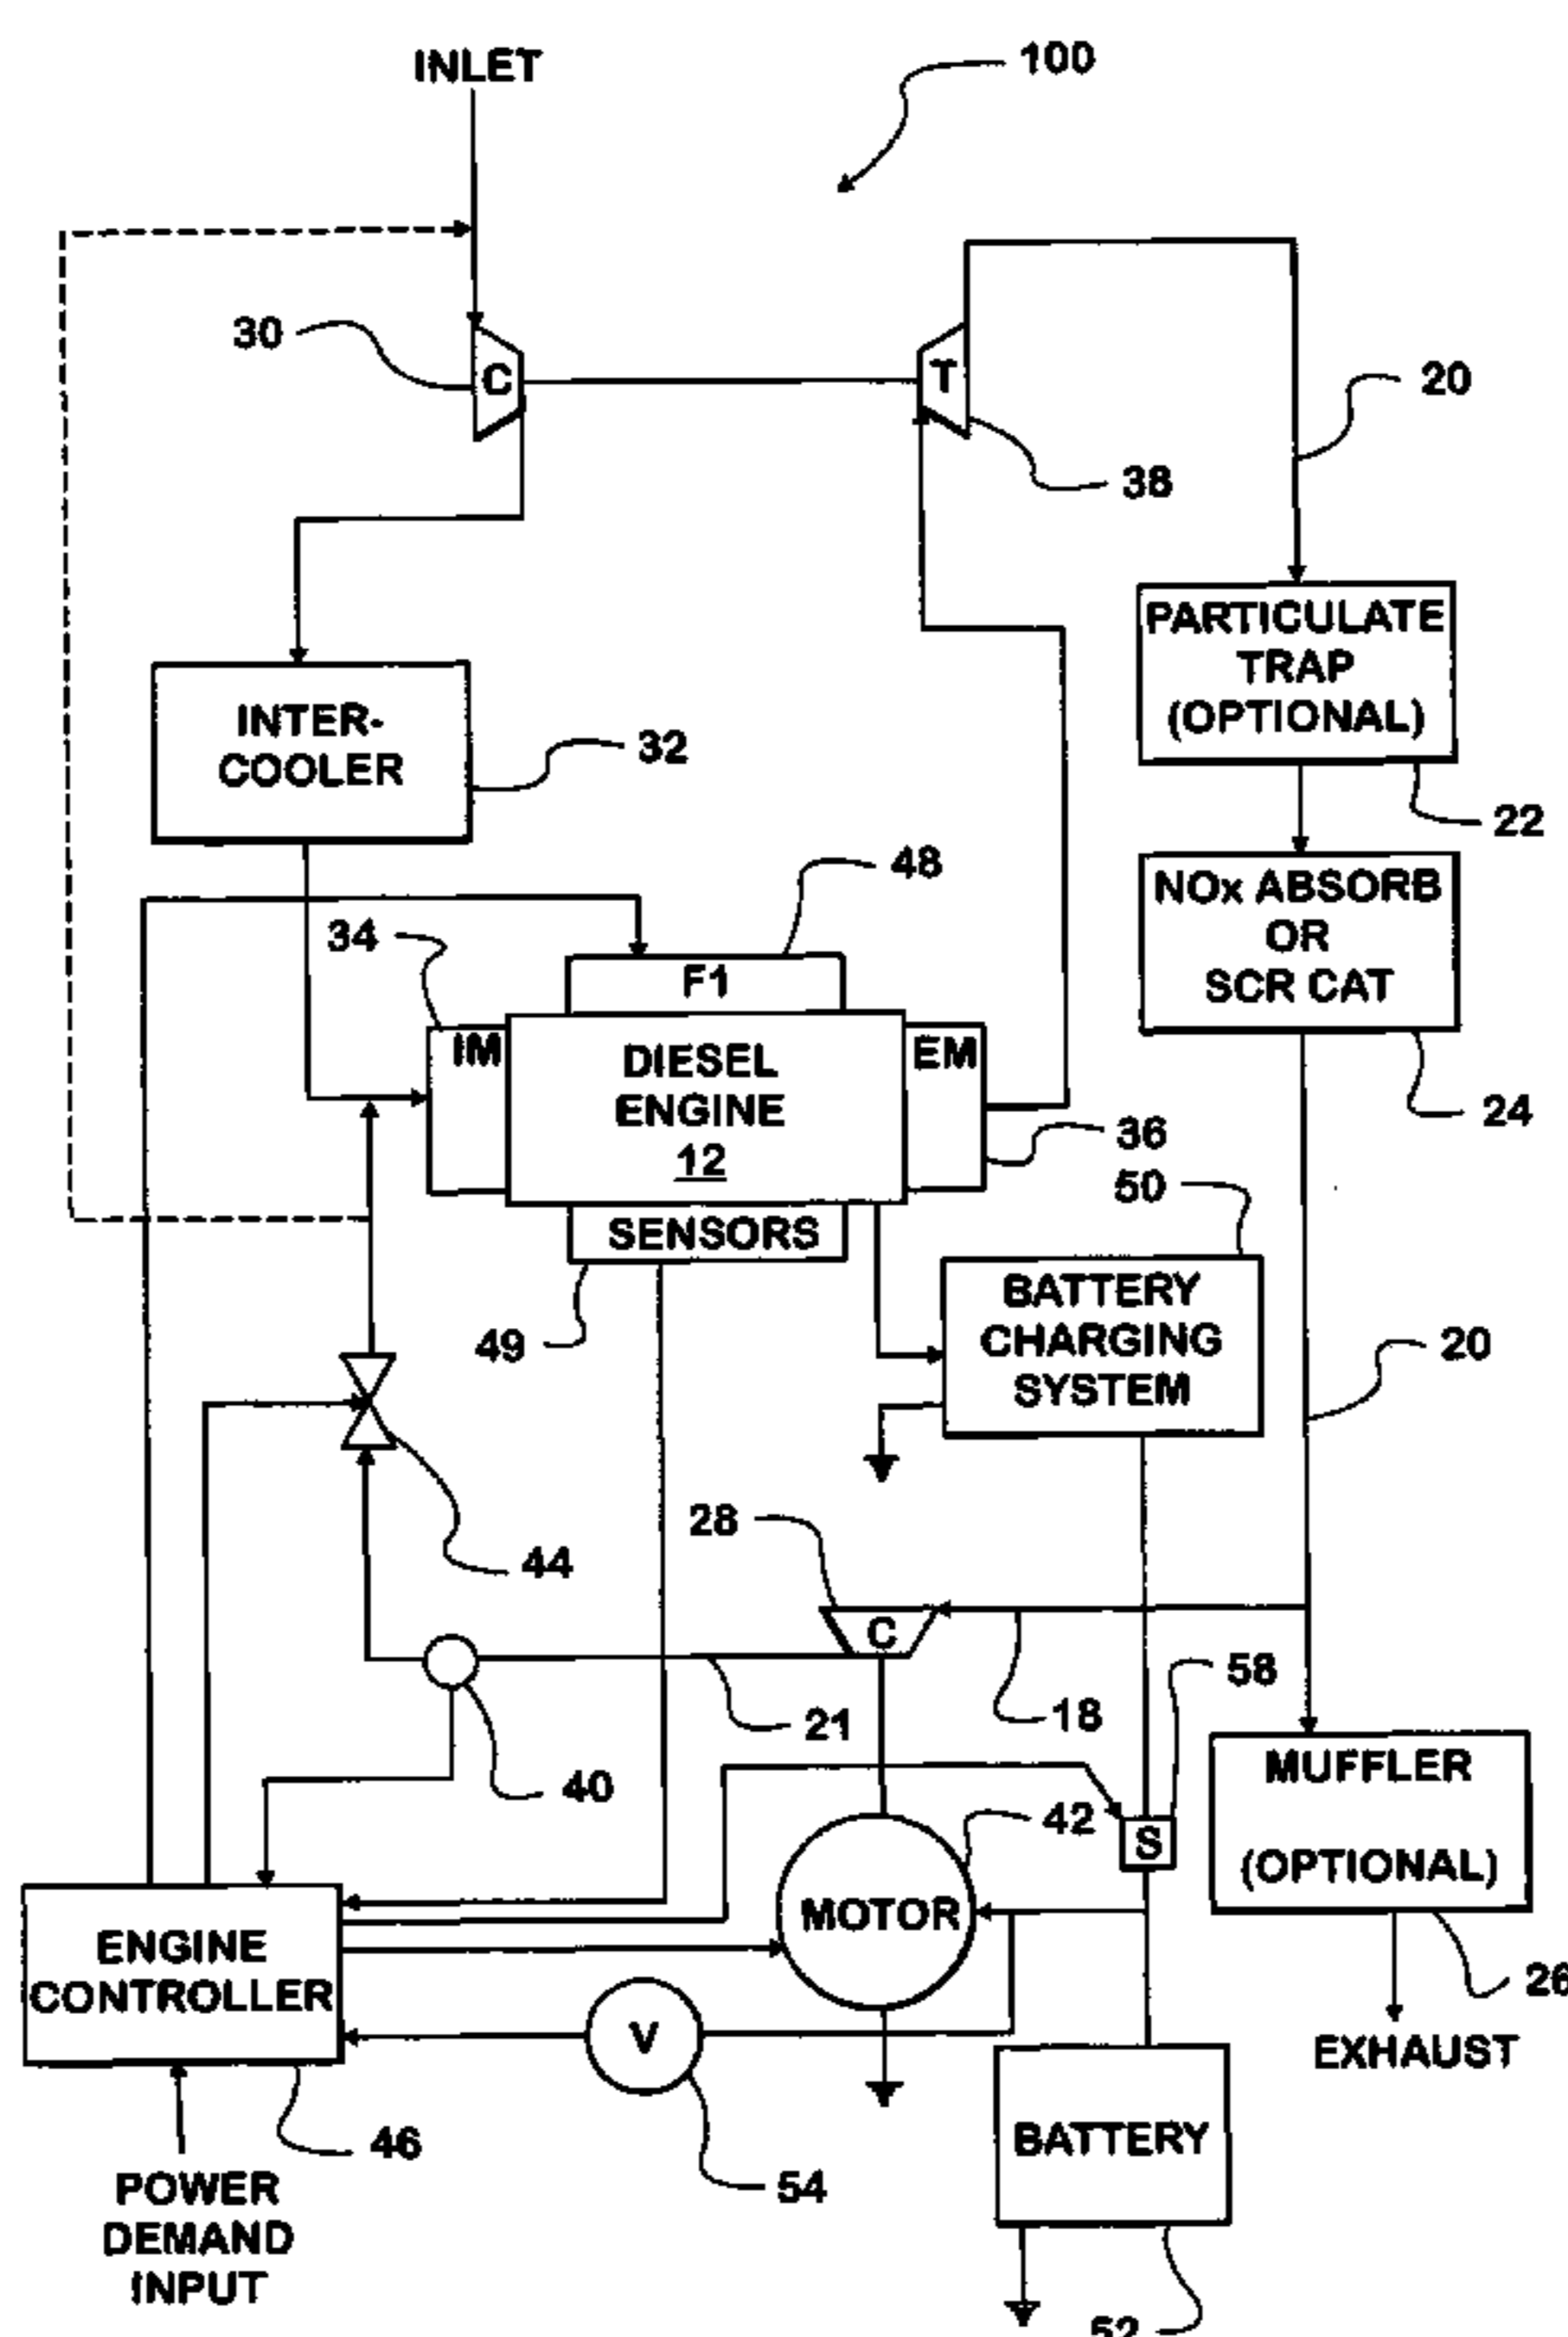 INLET
100
30
C
T
20
38
PARTICULATE
TRAP
(OPTIONAL)
INTER-
COOLER
32
22
48
NOx ABSORB
OR
SCR CAT
34
F1
IM
DIESEL
ENGINE
12
EM
24
36
50
SENSORS
BATTERY
CHARGING
SYSTEM
49
20
28
44
C
58
21
18
MUFFLER
(OPTIONAL)
40
42
S
MOTOR
ENGINE
CONTROLLER
26
V
EXHAUST
46
BATTERY
54
POWER
DEMAND
INPUT
52